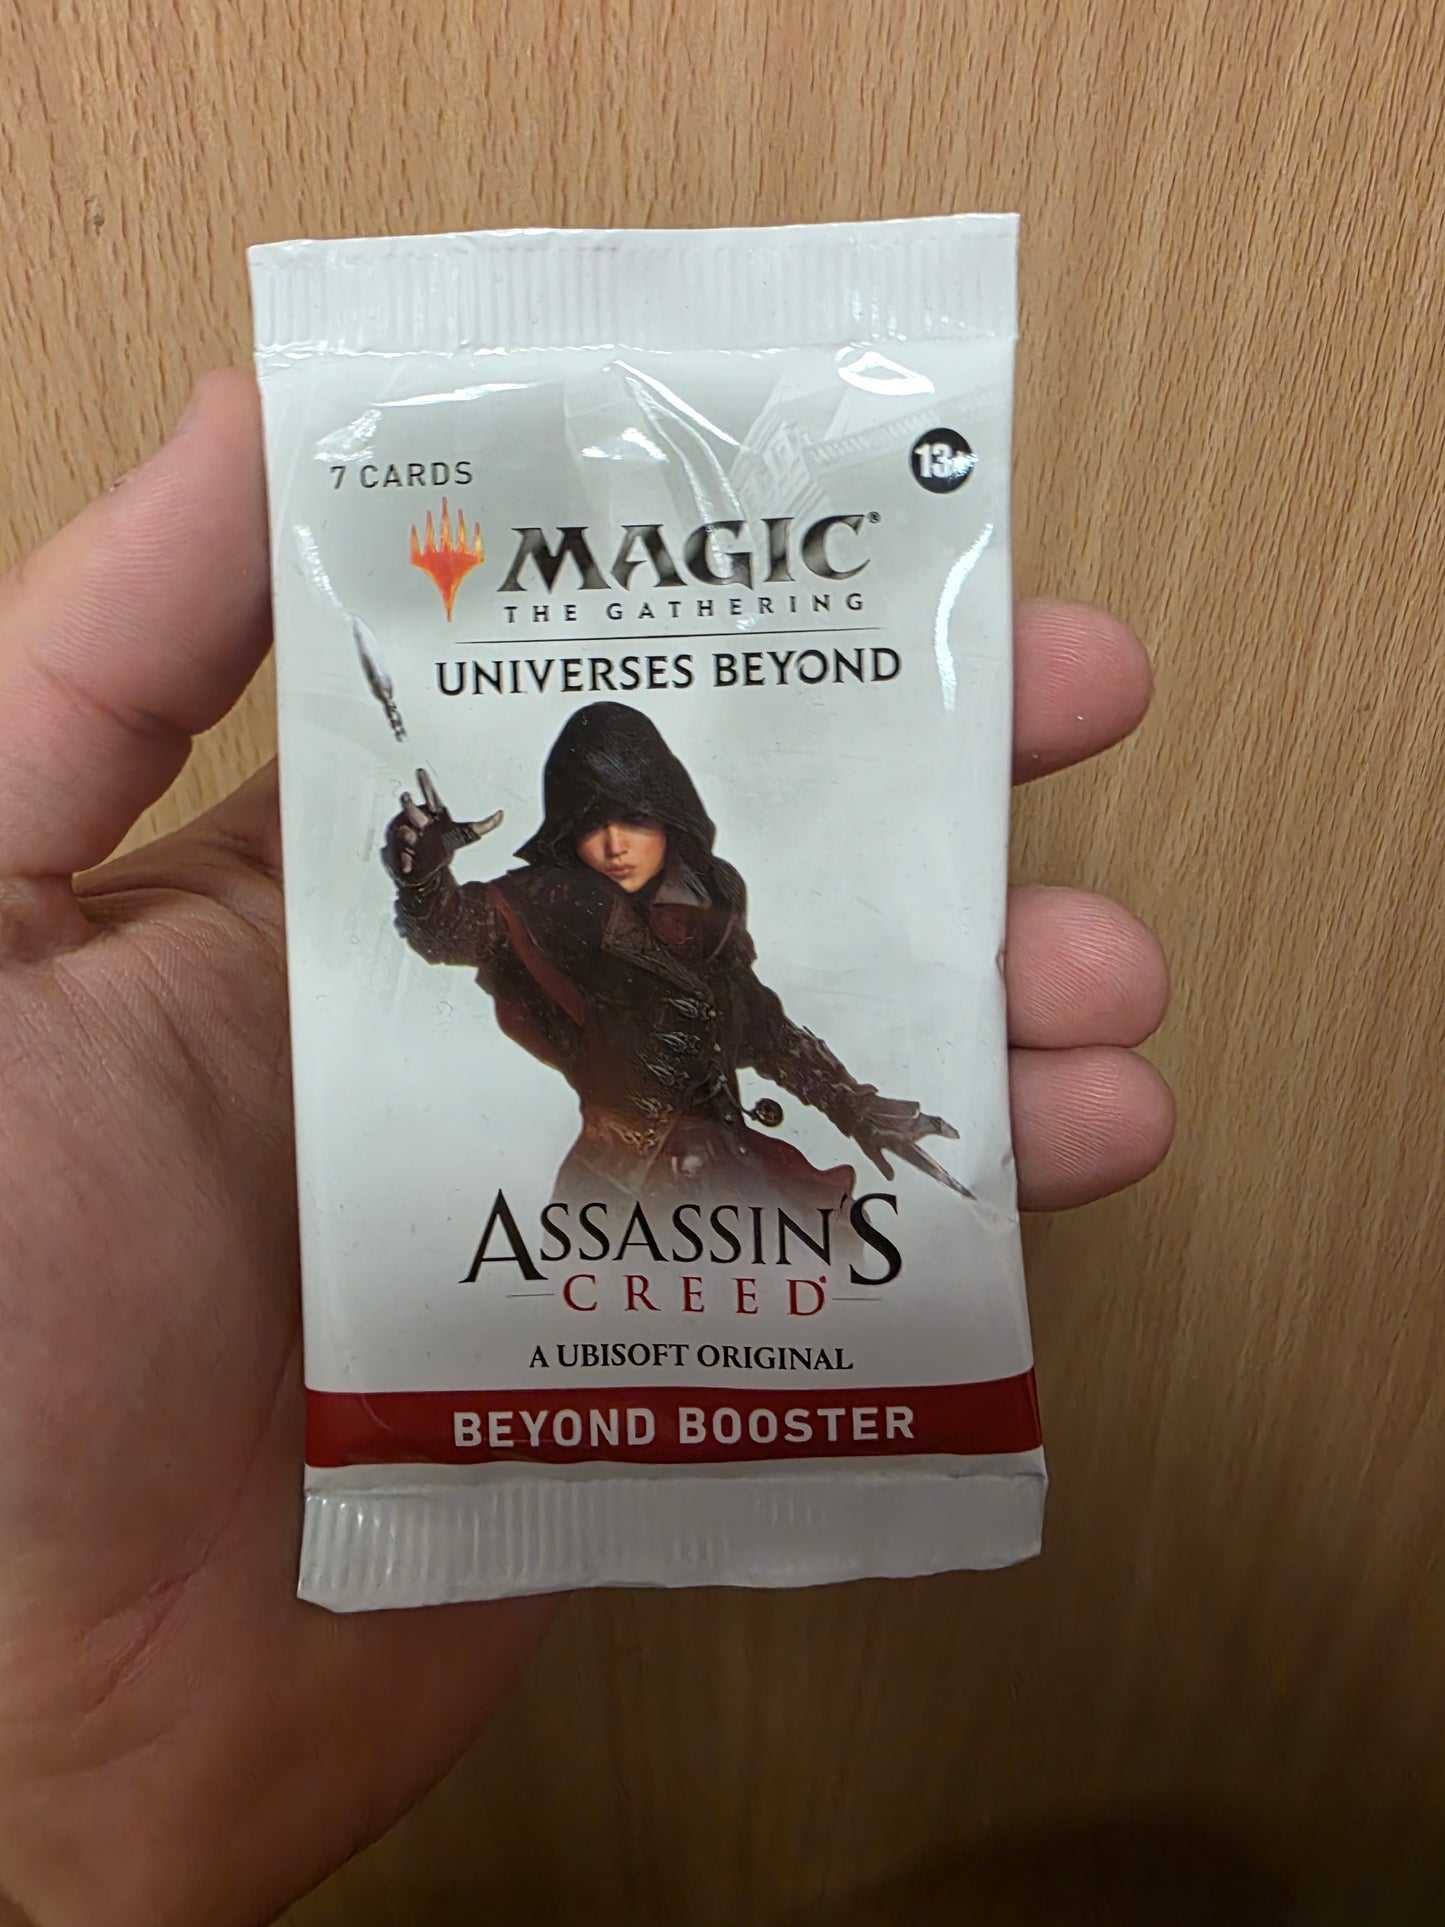 7 CARDS
13+
MAGIC®
THE GATHERING
UNIVERSES BEYOND
ASSASSIN'S
CREED®
A UBISOFT ORIGINAL
BEYOND BOOSTER